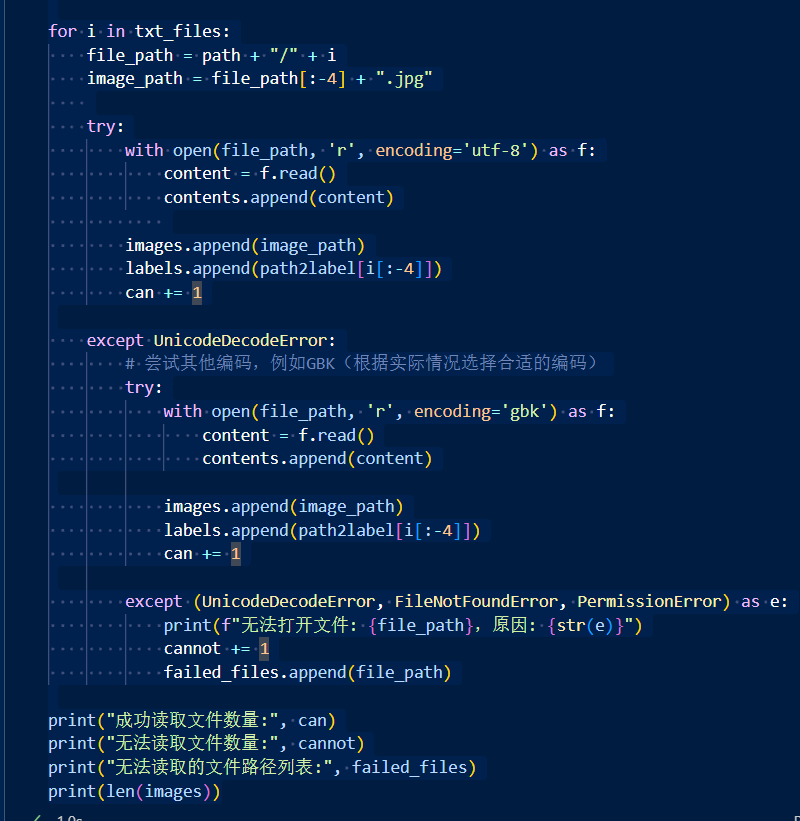 for i in txt_files:
    file_path = path + "/" + i
    image_path = file_path[:-4] + ".jpg"
    try:
        with open(file_path, 'r', encoding='utf-8') as f:
            content = f.read()
            contents.append(content)
        images.append(image_path)
        labels.append(path2label[i[:-4]])
        can += 1
    except UnicodeDecodeError:
        # 尝试其他编码，例如GBK（根据实际情况选择合适的编码）
        try:
            with open(file_path, 'r', encoding='gbk') as f:
                content = f.read()
                contents.append(content)
            images.append(image_path)
            labels.append(path2label[i[:-4]])
            can += 1
        except (UnicodeDecodeError, FileNotFoundError, PermissionError) as e:
            print(f"无法打开文件: {file_path}，原因: {str(e)}")
            cannot += 1
            failed_files.append(file_path)
print("成功读取文件数量:", can)
print("无法读取文件数量:", cannot)
print("无法读取的文件路径列表:", failed_files)
print(len(images))